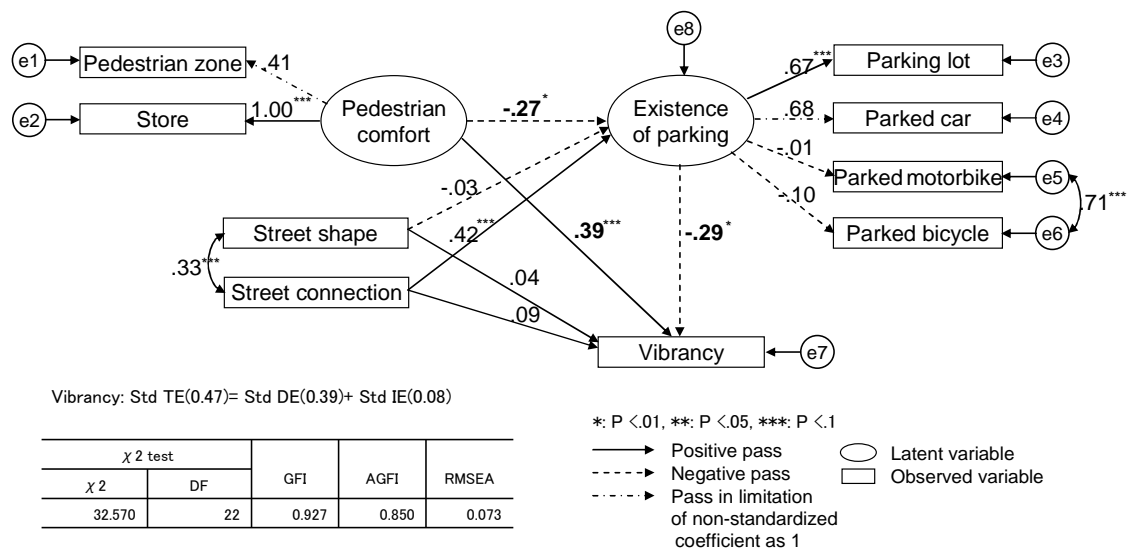 e8
e1
Pedestrian zone
.41
.67***
Parking lot
e3
e2
Store
1.00***
Pedestrian
comfort
-.27*
Existence
of parking
.68
Parked car
e4
-.01
Parked motorbike
e5
-.03
-.10
.71***
Street shape
.42***
.39***
-.29*
Parked bicycle
e6
.33***
Street connection
.04
.09
Vibrancy
e7
Vibrancy: Std TE(0.47)= Std DE(0.39)+ Std IE(0.08)
*: P <.01, **: P <.05, ***: P <.1
Positive pass
Latent variable
Negative pass
Observed variable
Pass in limitation
of non-standardized
coefficient as 1
χ2 test
GFI
AGFI
RMSEA
χ2
DF
32.570
22
0.927
0.850
0.073